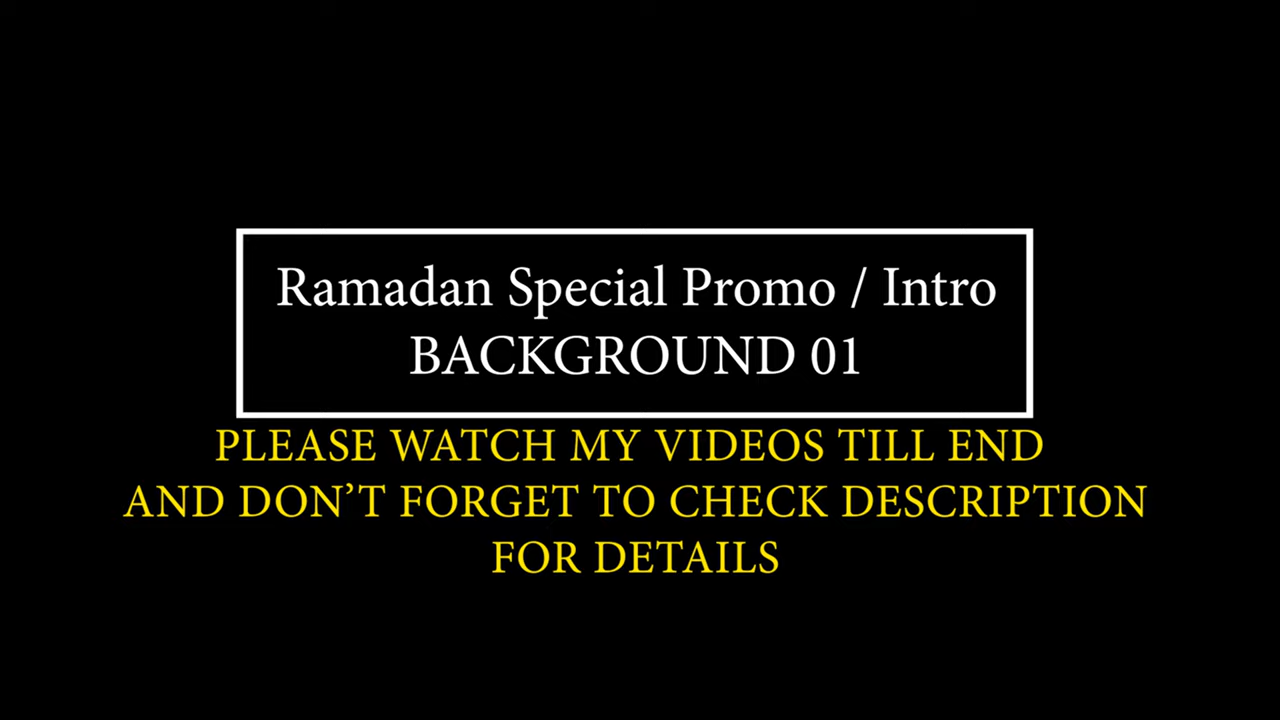 Ramadan Special Promo / Intro
BACKGROUND 01
PLEASE WATCH MY VIDEOS TILL END
AND DON’T FORGET TO CHECK DESCRIPTION
FOR DETAILS